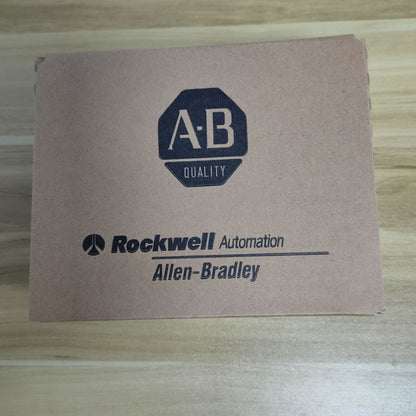 A-B
QUALITY
Rockwell Automation
Allen-Bradley